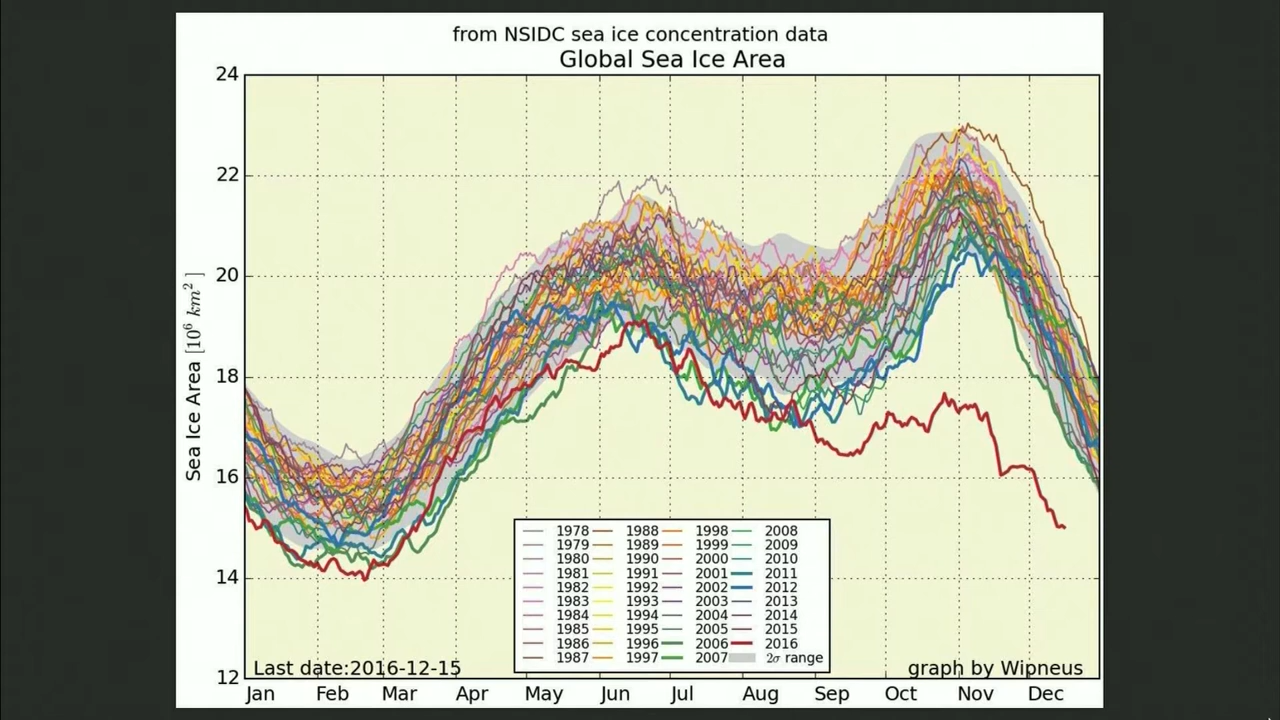 from NSIDC sea ice concentration data
Global Sea Ice Area
24
22
20
18
16
14
12
Sea Ice Area [10⁶ km²]
1978 1988 1998 2008
1979 1989 1999 2009
1980 1990 2000 2010
1981 1991 2001 2011
1982 1992 2002 2012
1983 1993 2003 2013
1984 1994 2004 2014
1985 1995 2005 2015
1986 1996 2006 2016
1987 1997 2007 2σ range
Last date:2016-12-15 graph by Wipneus
Jan Feb Mar Apr May Jun Jul Aug Sep Oct Nov Dec